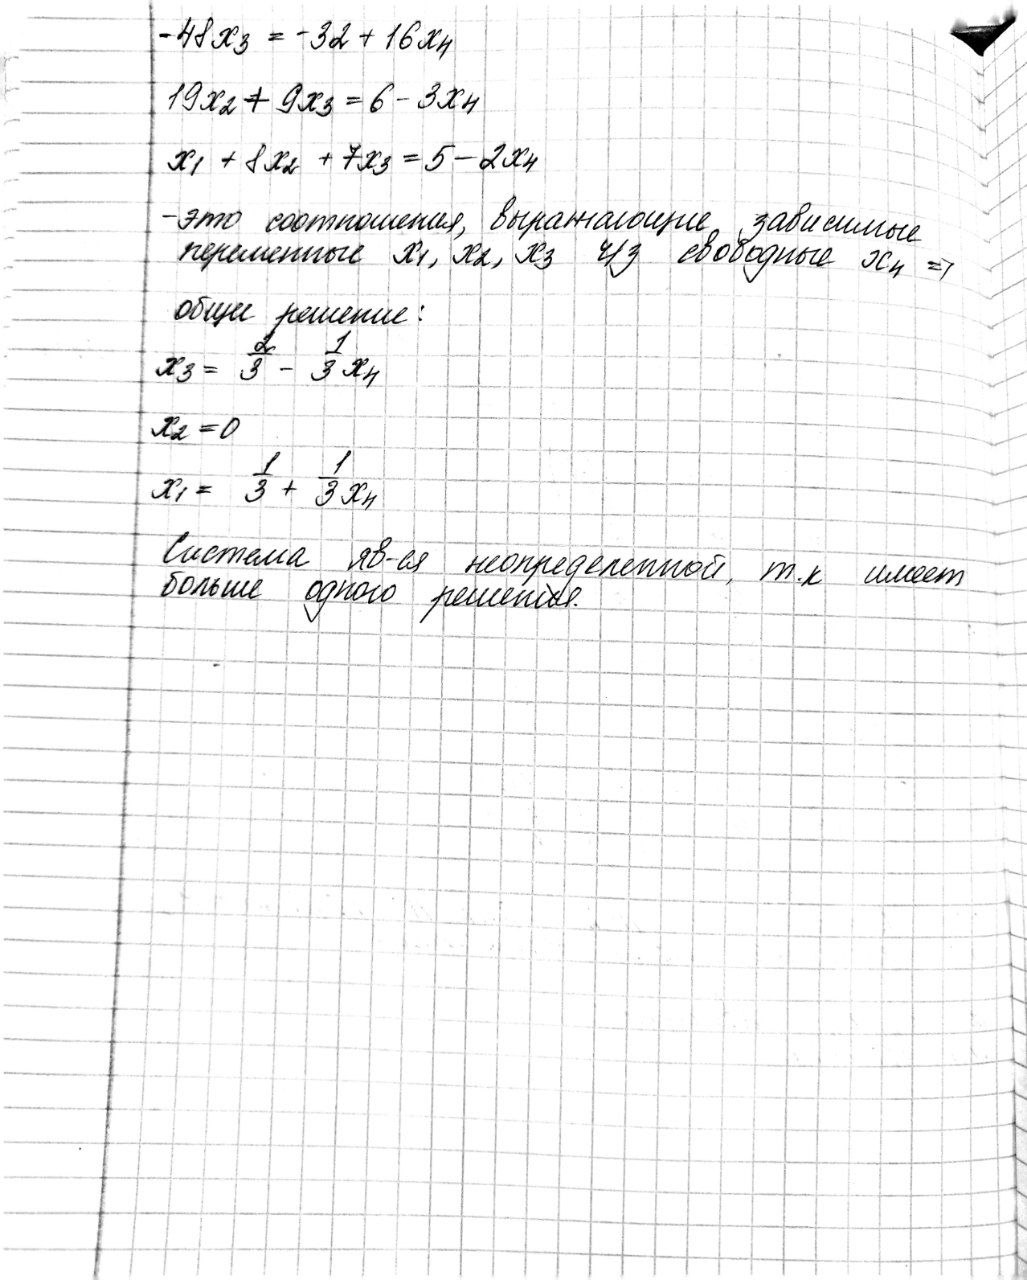 -48x₃ = -32 + 16x₄
19x₂ + 9x₃ = 6 - 3x₄
x₁ + 8x₂ + 7x₃ = 5 - 2x₄
-это соотношения, выражающие зависимые
переменные x₁, x₂, x₃ ч/з свободные x₄ ⇒
общее решение:
x₃ = 2/3 - 1/3 x₄
x₂ = 0
x₁ = 1/3 + 1/3 x₄
Система яв-ся неопределенной, т.к имеет
больше одного решения.